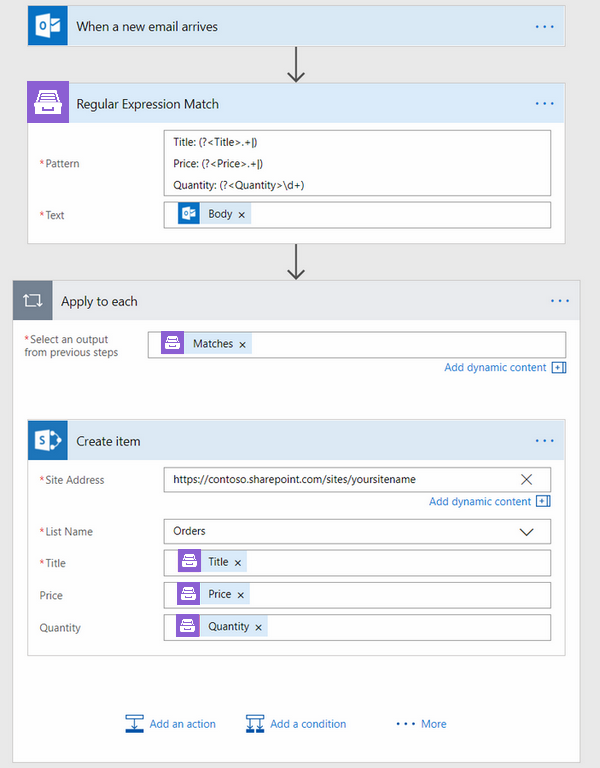 When a new email arrives
Regular Expression Match
*Pattern
Title: (?<Title>.+|)
Price: (?<Price>.+|)
Quantity: (?<Quantity>\d+)
*Text
Body ×
Apply to each
*Select an output
from previous steps
Matches ×
Add dynamic content
Create item
*Site Address
https://contoso.sharepoint.com/sites/yoursitename
Add dynamic content
*List Name
Orders
*Title
Title ×
Price
Price ×
Quantity
Quantity ×
Add an action Add a condition ••• More